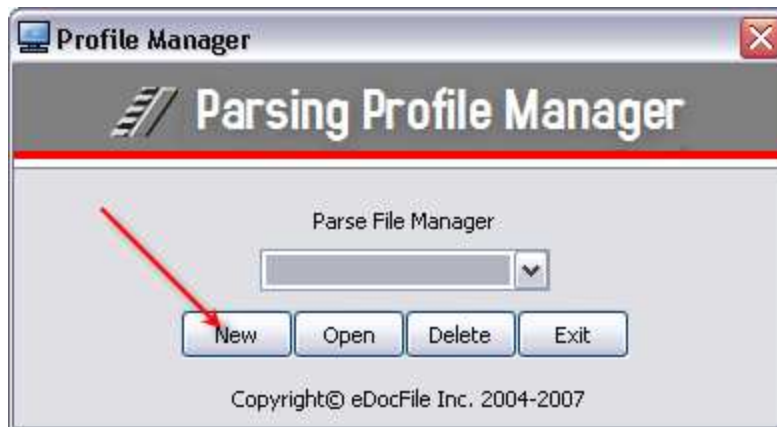 Profile Manager
Parsing Profile Manager
Parse File Manager
New Open Delete Exit
Copyright© eDocFile Inc. 2004-2007